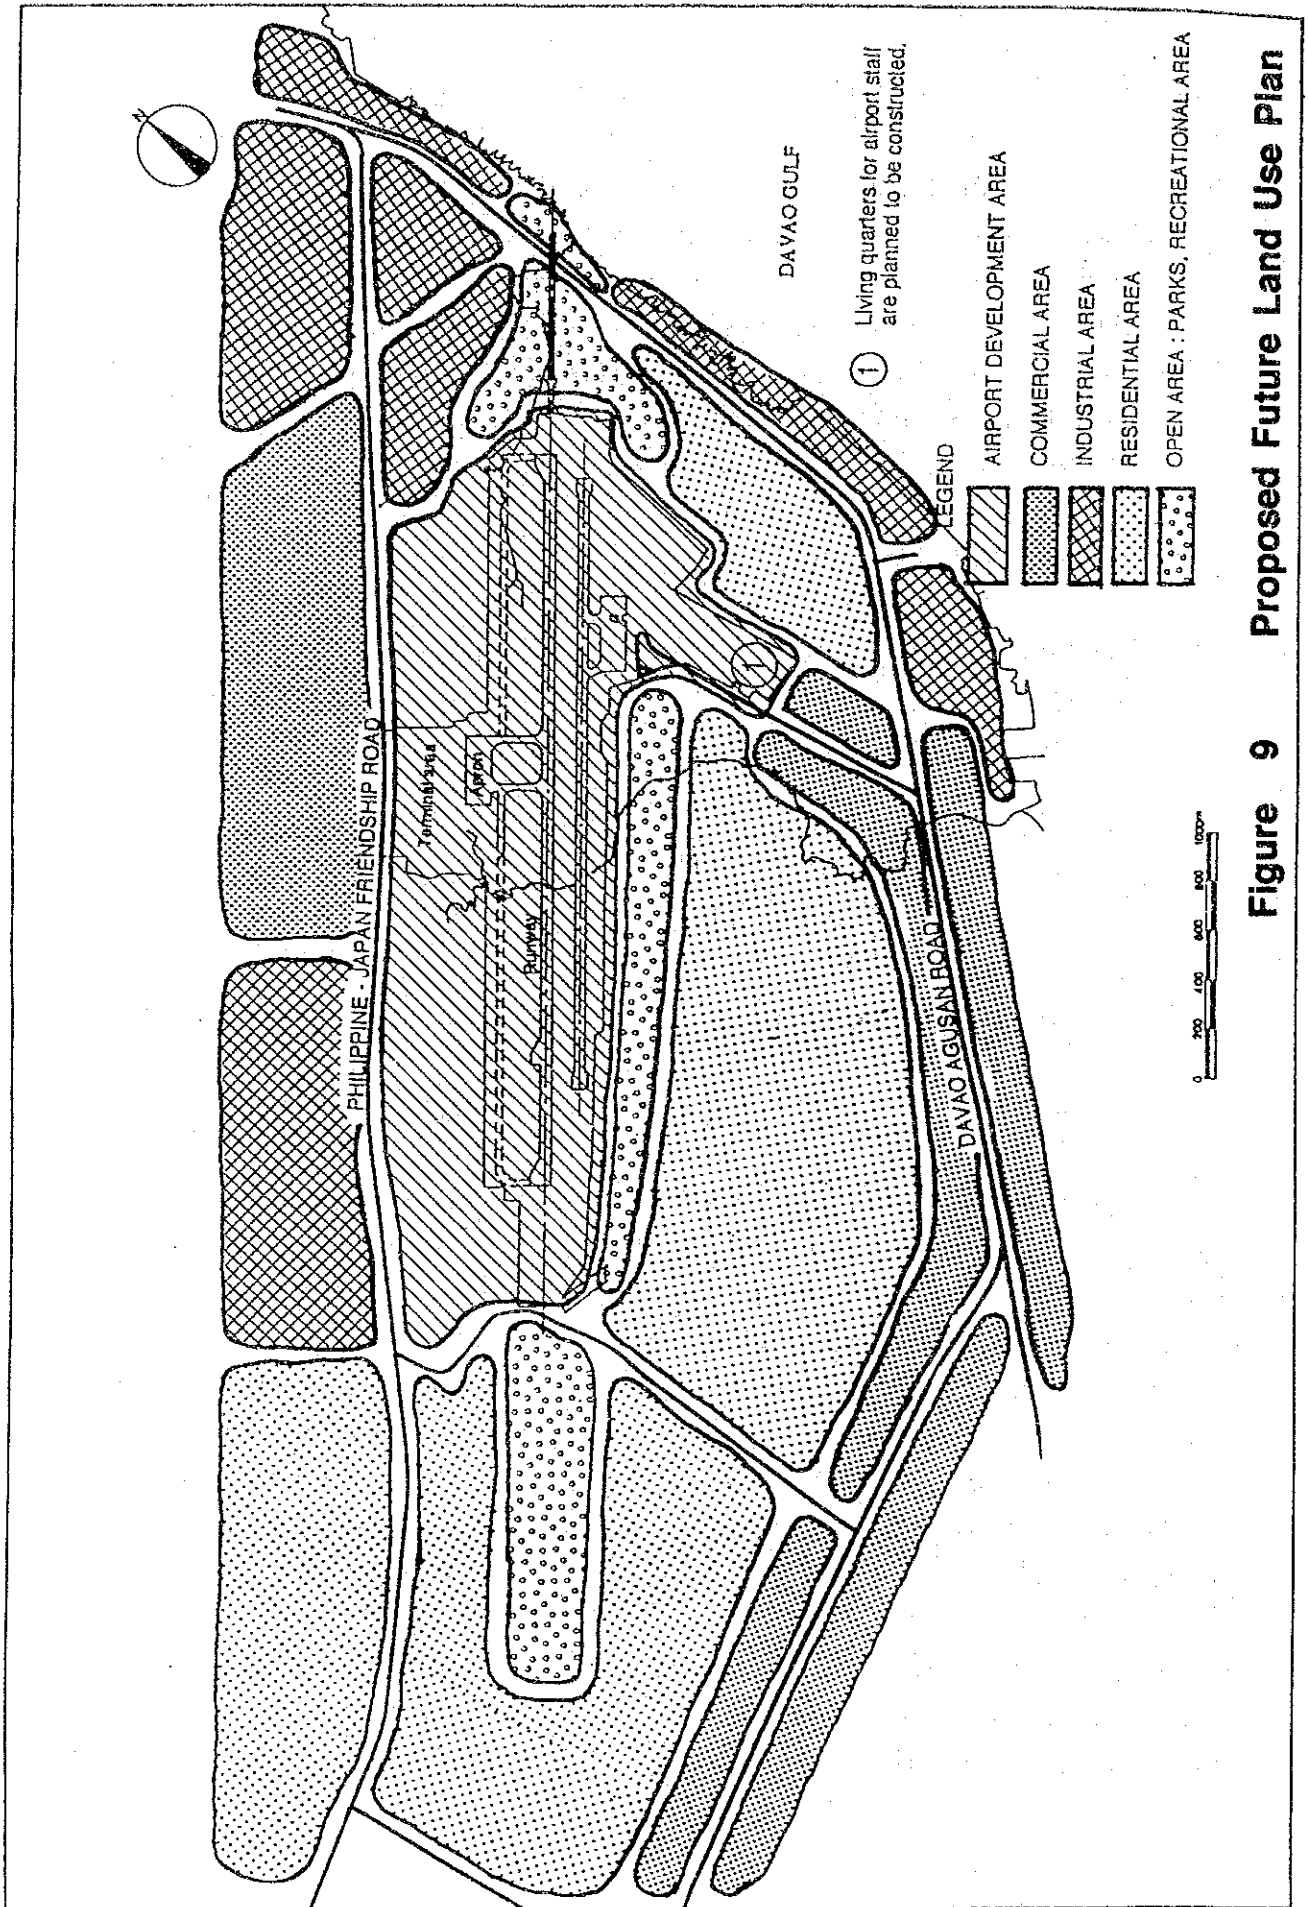 N
PHILIPPINE - JAPAN FRIENDSHIP ROAD
Terminal area
Apron
Runway
1
DAVAO AGUSAN ROAD
DAVAO GULF
1 Living quarters for airport staff
are planned to be constructed.
LEGEND
AIRPORT DEVELOPMENT AREA
COMMERCIAL AREA
INDUSTRIAL AREA
RESIDENTIAL AREA
OPEN AREA : PARKS, RECREATIONAL AREA
0 200 400 600 800 1000m
Figure 9 Proposed Future Land Use Plan